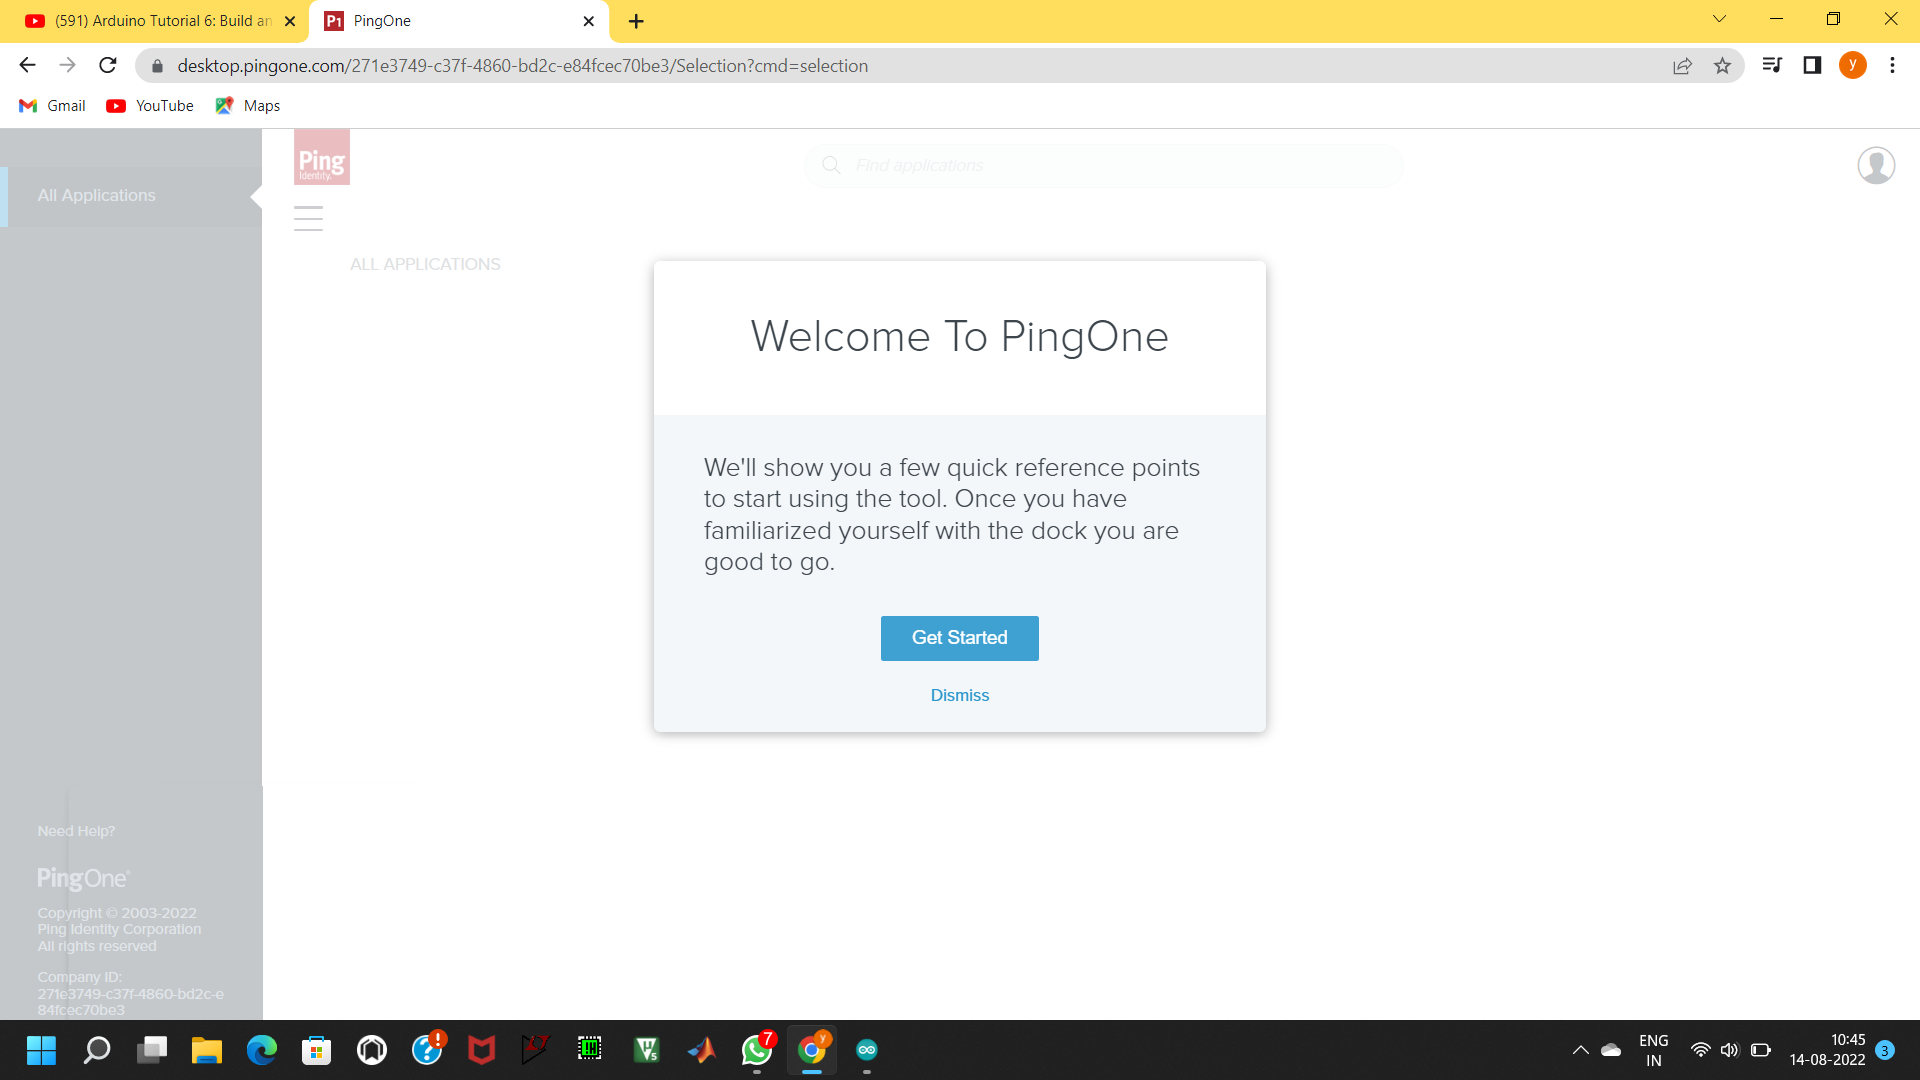 (591) Arduino Tutorial 6: Build an
P1 PingOne
desktop.pingone.com/271e3749-c37f-4860-bd2c-e84fcec70be3/Selection?cmd=selection
y
Gmail YouTube Maps
All Applications
Ping
Identity.
Find applications
ALL APPLICATIONS
Welcome To PingOne
We'll show you a few quick reference points
to start using the tool. Once you have
familiarized yourself with the dock you are
good to go.
Get Started
Dismiss
Need Help?
PingOne®
Copyright © 2003-2022
Ping Identity Corporation
All rights reserved
Company ID:
271e3749-c37f-4860-bd2c-e
84fcec70be3
7
y
ENG
IN
10:45
14-08-2022
3